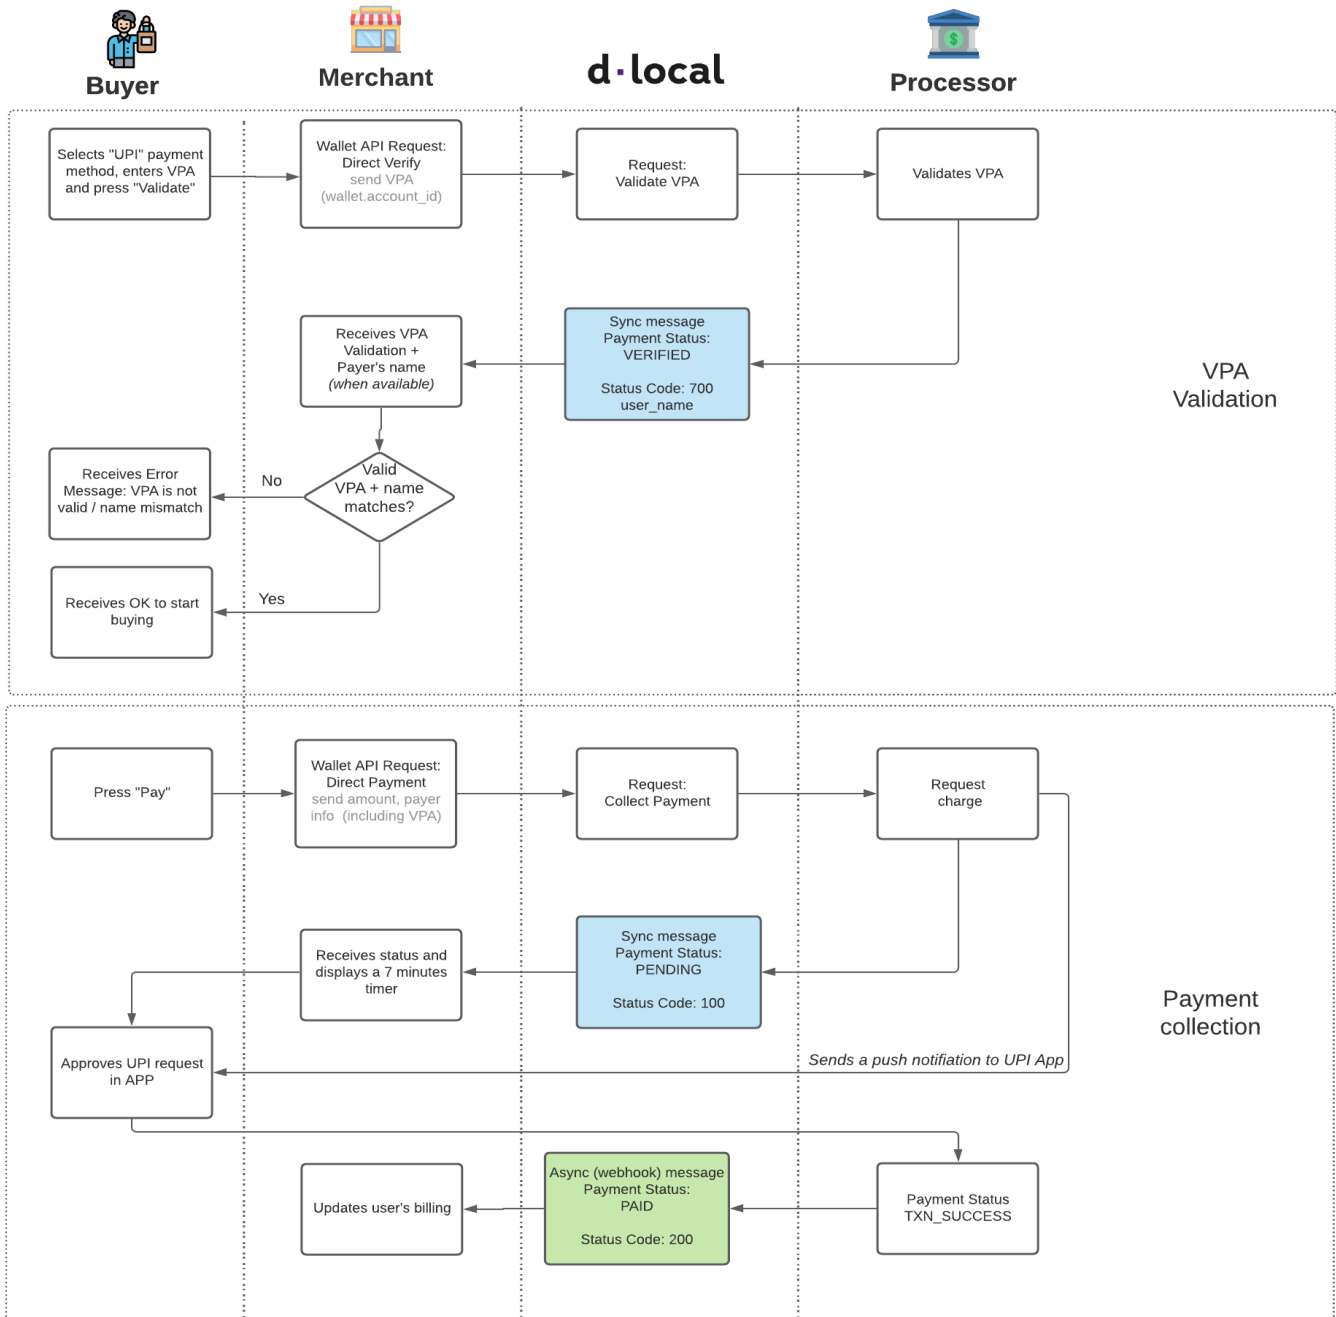 Buyer
Merchant
d·local
Processor
Selects "UPI" payment
method, enters VPA
and press "Validate"
Wallet API Request:
Direct Verify
send VPA
(wallet.account_id)
Request:
Validate VPA
Validates VPA
Receives VPA
Validation +
Payer's name
(when available)
Sync message
Payment Status:
VERIFIED
Status Code: 700
user_name
VPA
Validation
Receives Error
Message: VPA is not
valid / name mismatch
No
Valid
VPA + name
matches?
Receives OK to start
buying
Yes
Press "Pay"
Wallet API Request:
Direct Payment
send amount, payer
info (including VPA)
Request:
Collect Payment
Request
charge
Receives status and
displays a 7 minutes
timer
Sync message
Payment Status:
PENDING
Status Code: 100
Payment
collection
Approves UPI request
in APP
Sends a push notifiation to UPI App
Updates user's billing
Async (webhook) message
Payment Status:
PAID
Status Code: 200
Payment Status
TXN_SUCCESS